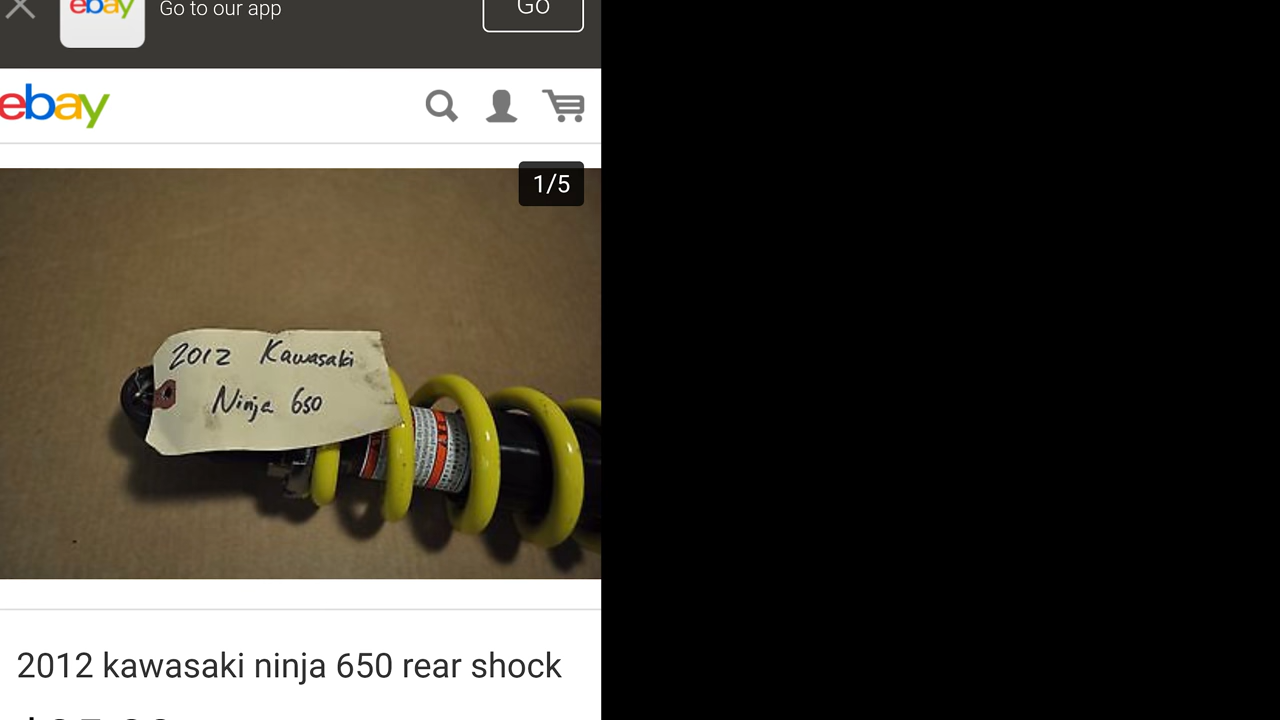 ebay
Go to our app
Go
ebay
1/5
2012 Kawasaki
Ninja 650
2012 kawasaki ninja 650 rear shock